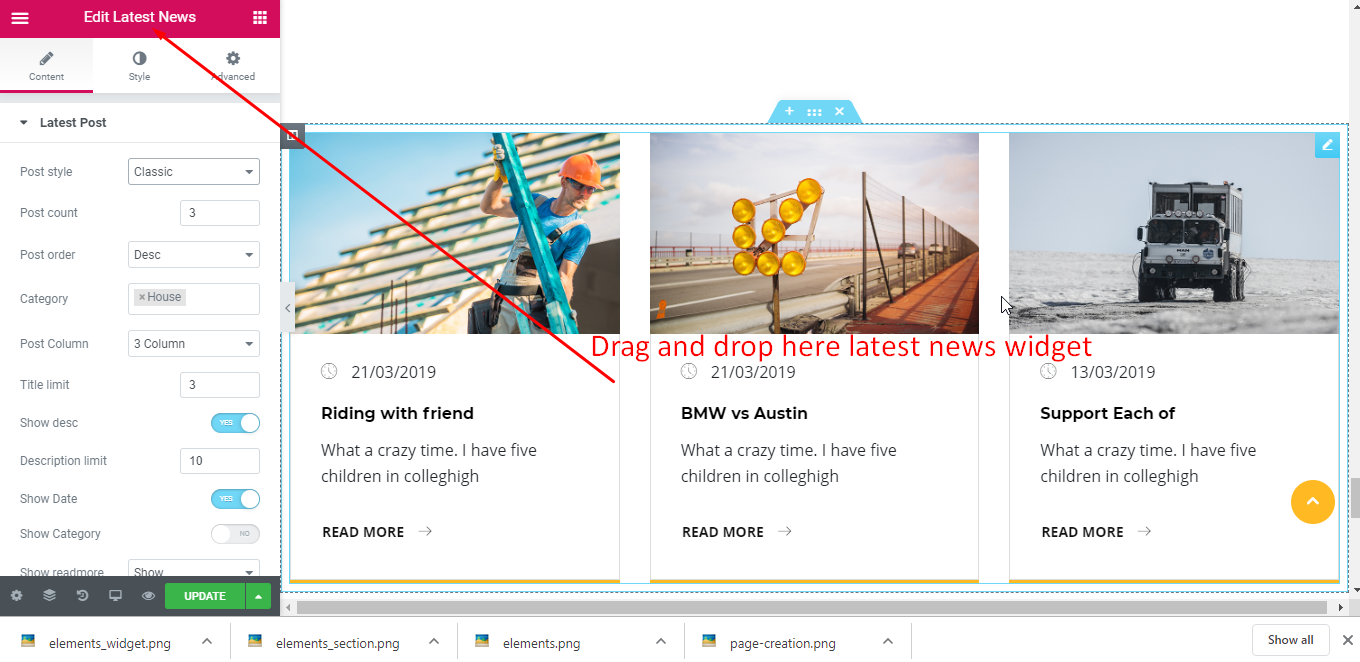 Edit Latest News
Content
Style
Advanced
Latest Post
Post style
Classic
Post count
3
Post order
Desc
Category
× House
Post Column
3 Column
Title limit
3
Show desc
YES
Description limit
10
Show Date
YES
Show Category
NO
Show readmore
Show
UPDATE
Drag and drop here latest news widget
21/03/2019
Riding with friend
What a crazy time. I have five
children in colleghigh
READ MORE
21/03/2019
BMW vs Austin
What a crazy time. I have five
children in colleghigh
READ MORE
13/03/2019
Support Each of
What a crazy time. I have five
children in colleghigh
READ MORE
elements_widget.png
elements_section.png
elements.png
page-creation.png
Show all